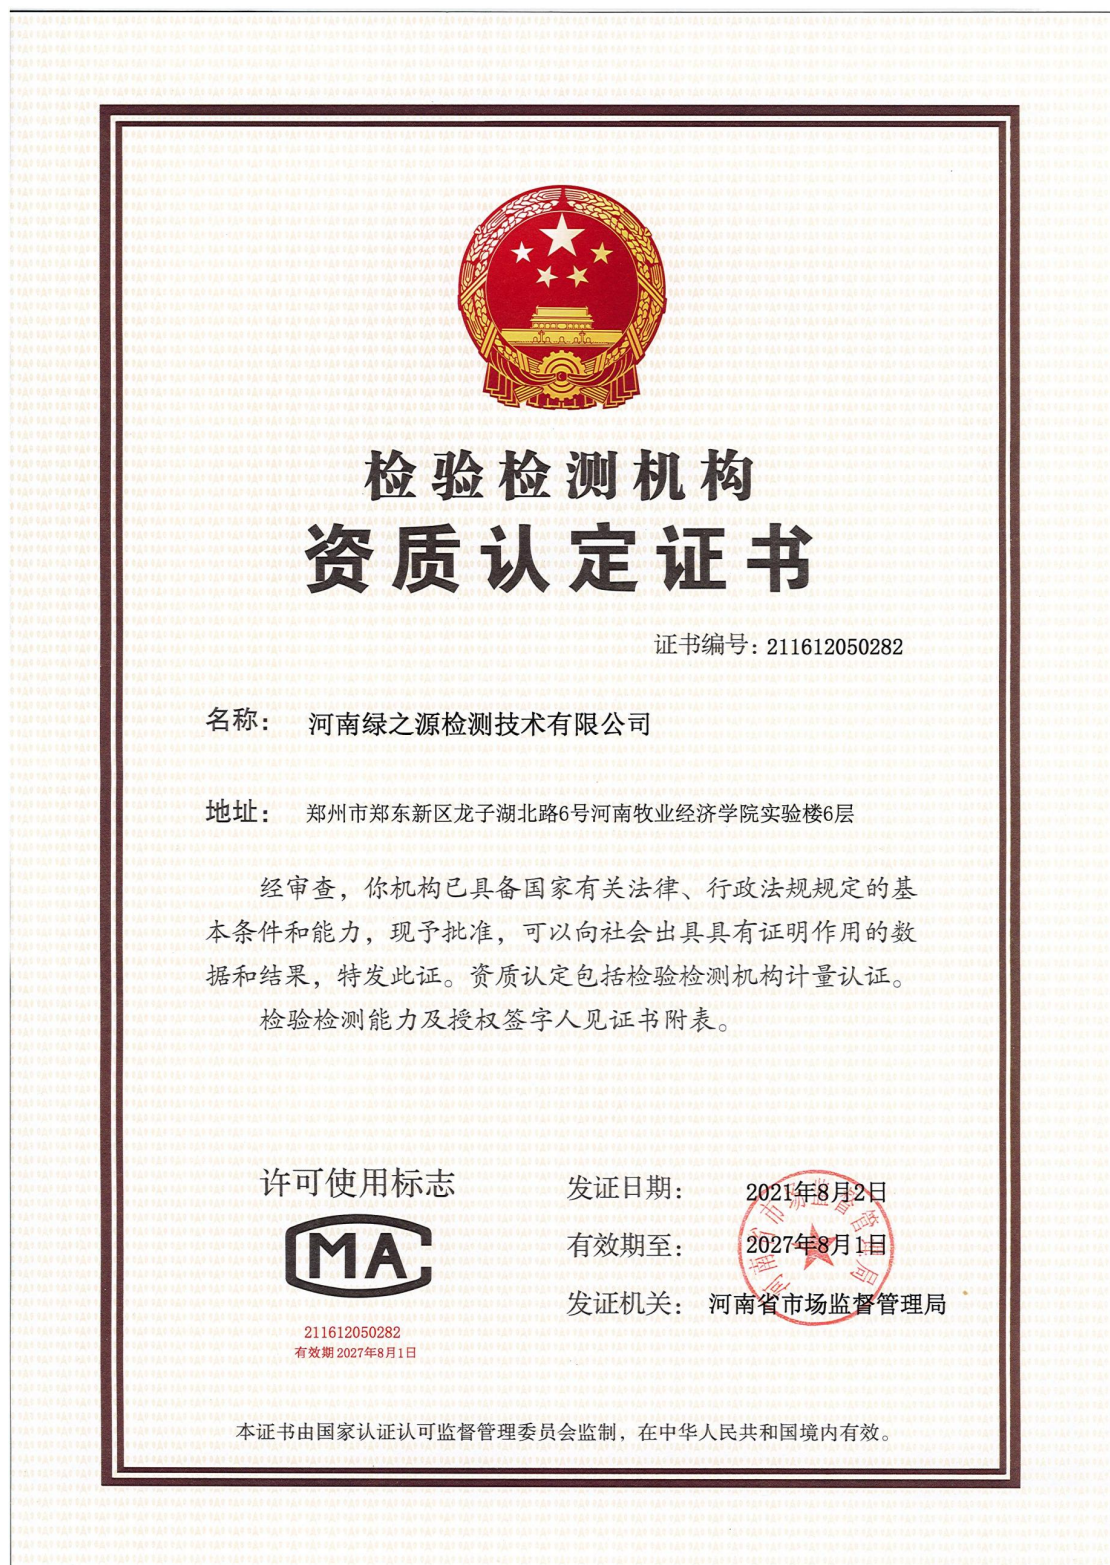 检验检测机构
资质认定证书
证书编号：211612050282
名称： 河南绿之源检测技术有限公司
地址： 郑州市郑东新区龙子湖北路6号河南牧业经济学院实验楼6层
经审查，你机构已具备国家有关法律、行政法规规定的基
本条件和能力，现予批准，可以向社会出具具有证明作用的数
据和结果，特发此证。资质认定包括检验检测机构计量认证。
检验检测能力及授权签字人见证书附表。
许可使用标志
MA
211612050282
有效期2027年8月1日
发证日期： 2021年8月2日
有效期至： 2027年8月1日
发证机关： 河南省市场监督管理局
河南省市场监督管理局
本证书由国家认证认可监督管理委员会监制，在中华人民共和国境内有效。